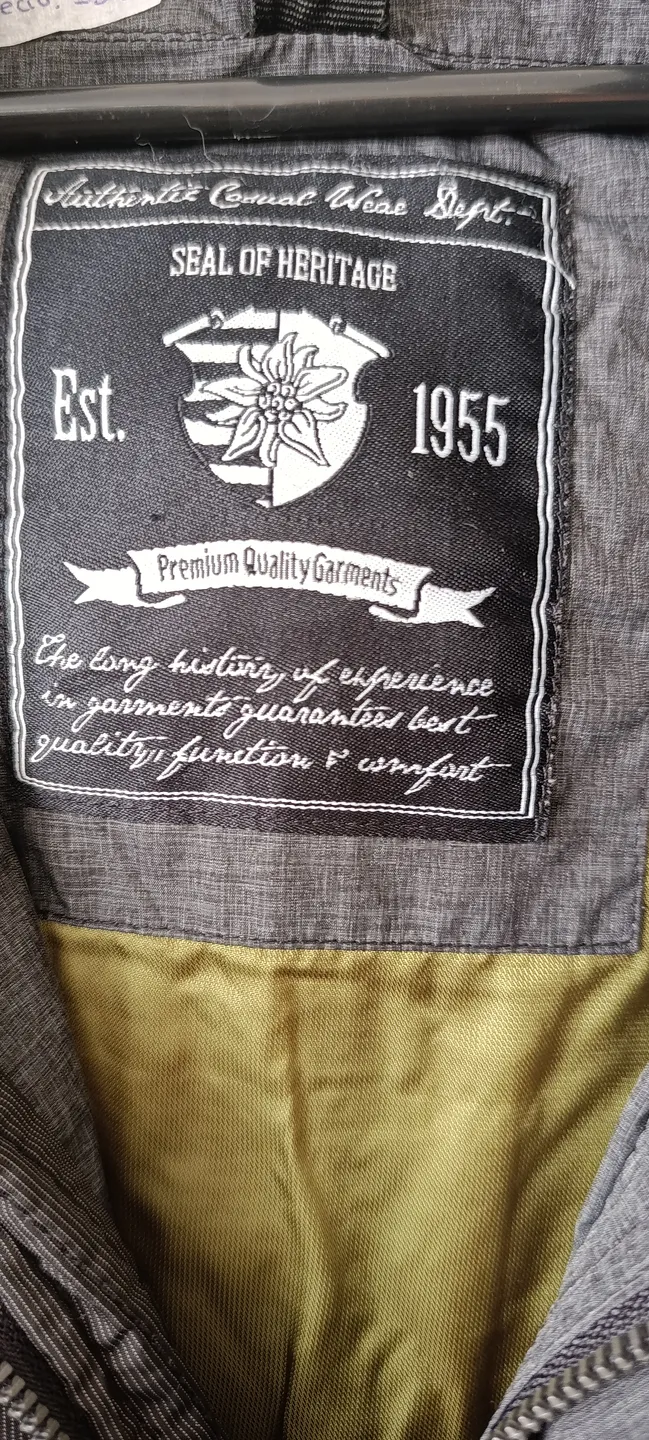 Authentic Casual Wear Dept.
SEAL OF HERITAGE
Est. 1955
Premium Quality Garments
The long history of experience
in garments guarantees best
quality, function & comfort